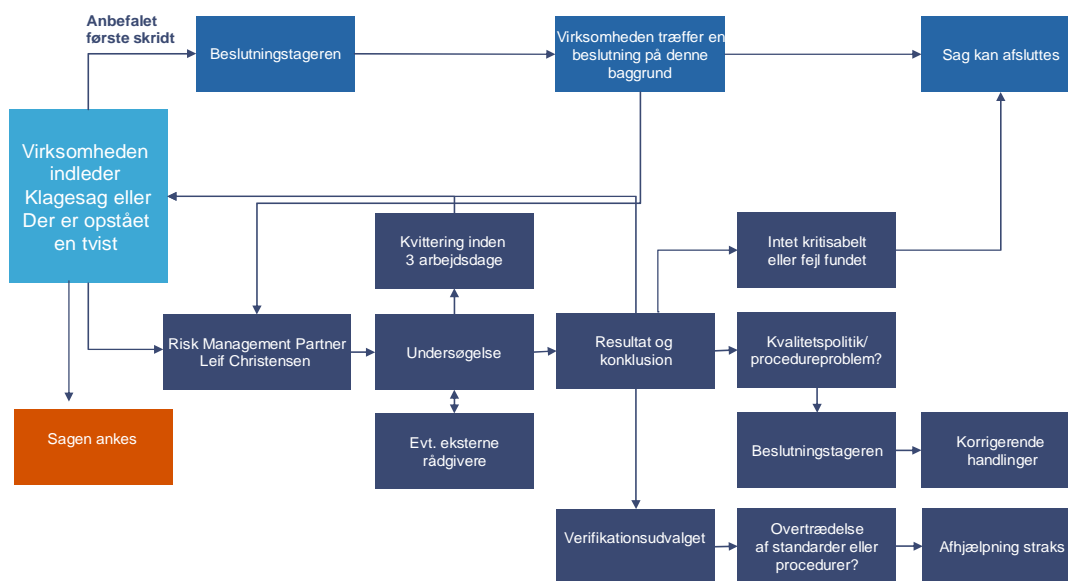 Anbefalet
første skridt
Beslutningstageren
Virksomheden træffer en
beslutning på denne
baggrund
Sag kan afsluttes
Virksomheden
indleder
Klagesag eller
Der er opstået
en tvist
Kvittering inden
3 arbejdsdage
Intet kritisabelt
eller fejl fundet
Risk Management Partner
Leif Christensen
Undersøgelse
Resultat og
konklusion
Kvalitetspolitik/
procedureproblem?
Sagen ankes
Evt. eksterne
rådgivere
Beslutningstageren
Korrigerende
handlinger
Verifikationsudvalget
Overtrædelse
af standarder eller
procedurer?
Afhjælpning straks